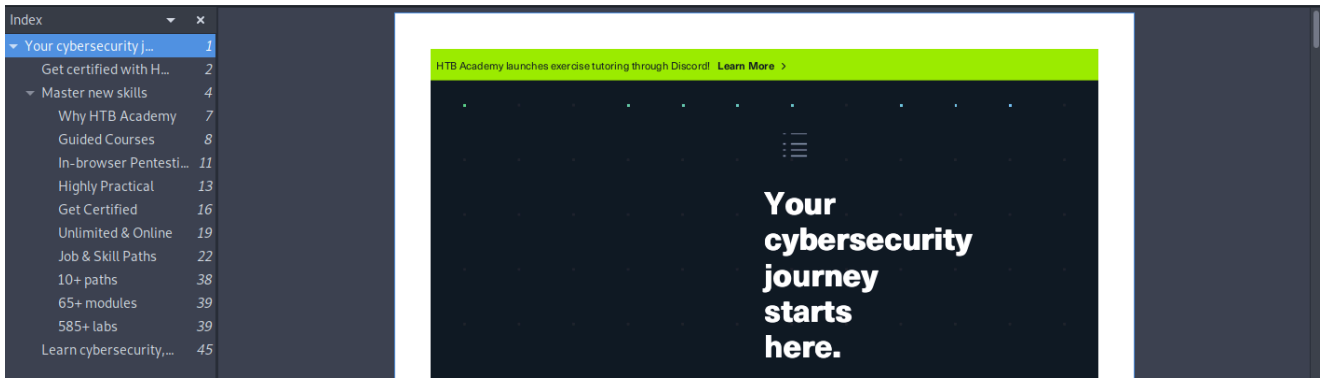 Index
Your cybersecurity j... 1
Get certified with H... 2
Master new skills 4
Why HTB Academy 7
Guided Courses 8
In-browser Pentesti... 11
Highly Practical 13
Get Certified 16
Unlimited & Online 19
Job & Skill Paths 22
10+ paths 38
65+ modules 39
585+ labs 39
Learn cybersecurity,... 45
HTB Academy launches exercise tutoring through Discord! Learn More >
Your
cybersecurity
journey
starts
here.